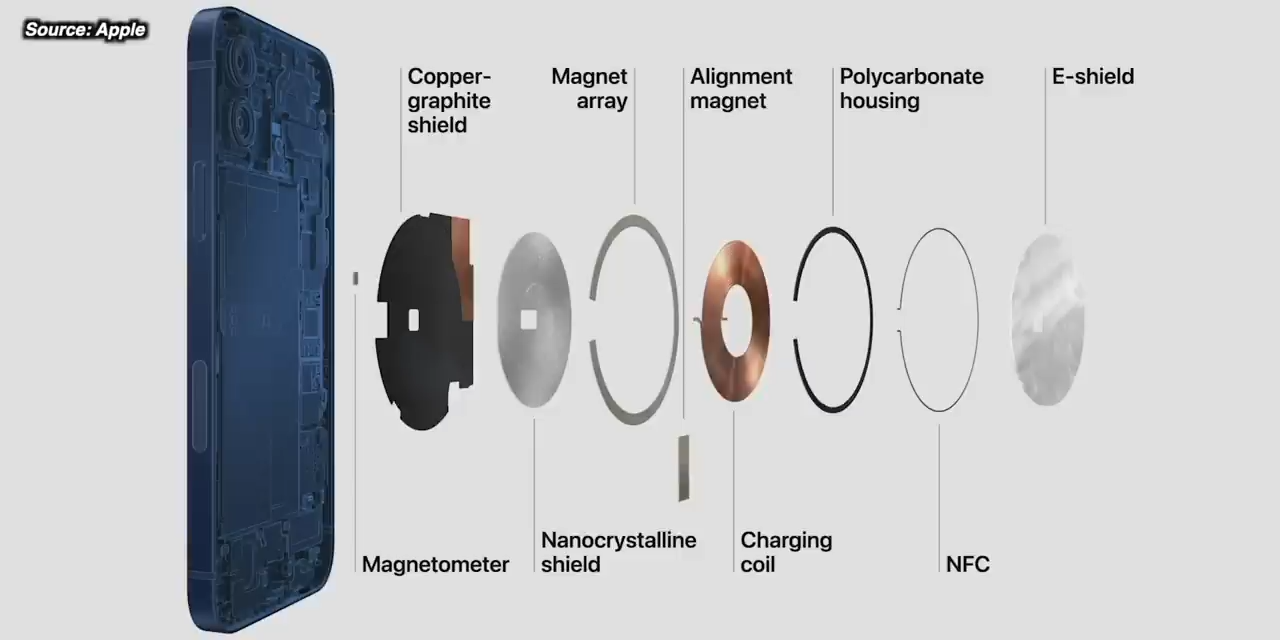 Source: Apple
Copper-
graphite
shield
Magnet
array
Alignment
magnet
Polycarbonate
housing
E-shield
Magnetometer
Nanocrystalline
shield
Charging
coil
NFC